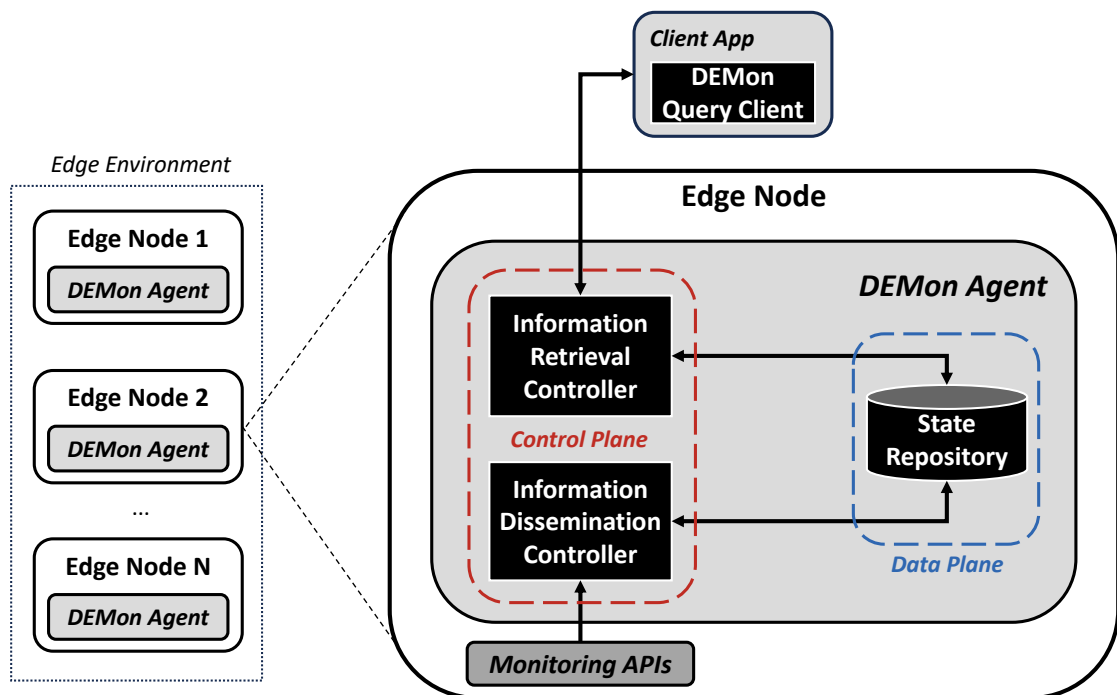 Client App
DEMon
Query Client
Edge Environment
Edge Node 1
DEMon Agent
Edge Node 2
DEMon Agent
...
Edge Node N
DEMon Agent
Edge Node
DEMon Agent
Information
Retrieval
Controller
Control Plane
Information
Dissemination
Controller
State
Repository
Data Plane
Monitoring APIs